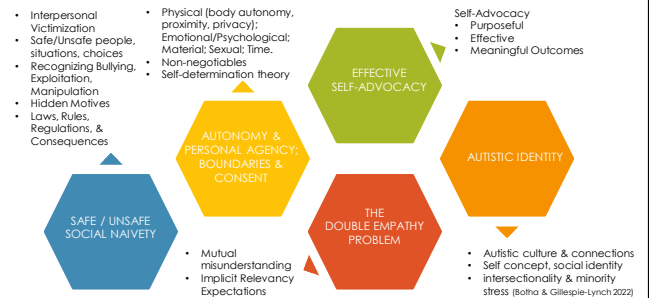 • Interpersonal
Victimization
• Safe/Unsafe people,
situations, choices
• Recognizing Bullying,
Exploitation,
Manipulation
• Hidden Motives
• Laws, Rules,
Regulations, &
Consequences
• Physical (body autonomy,
proximity, privacy);
Emotional/Psychological;
Material; Sexual; Time.
• Non-negotiables
• Self-determination theory
Self-Advocacy
• Purposeful
• Effective
• Meaningful Outcomes
EFFECTIVE
SELF-ADVOCACY
AUTONOMY &
PERSONAL AGENCY:
BOUNDARIES &
CONSENT
AUTISTIC IDENTITY
SAFE / UNSAFE
SOCIAL NAIVETY
THE
DOUBLE EMPATHY
PROBLEM
• Mutual
misunderstanding
• Implicit Relevancy
Expectations
• Autistic culture & connections
• Self concept, social identity
• intersectionality & minority
stress (Botha & Gillespie-Lynch 2022)